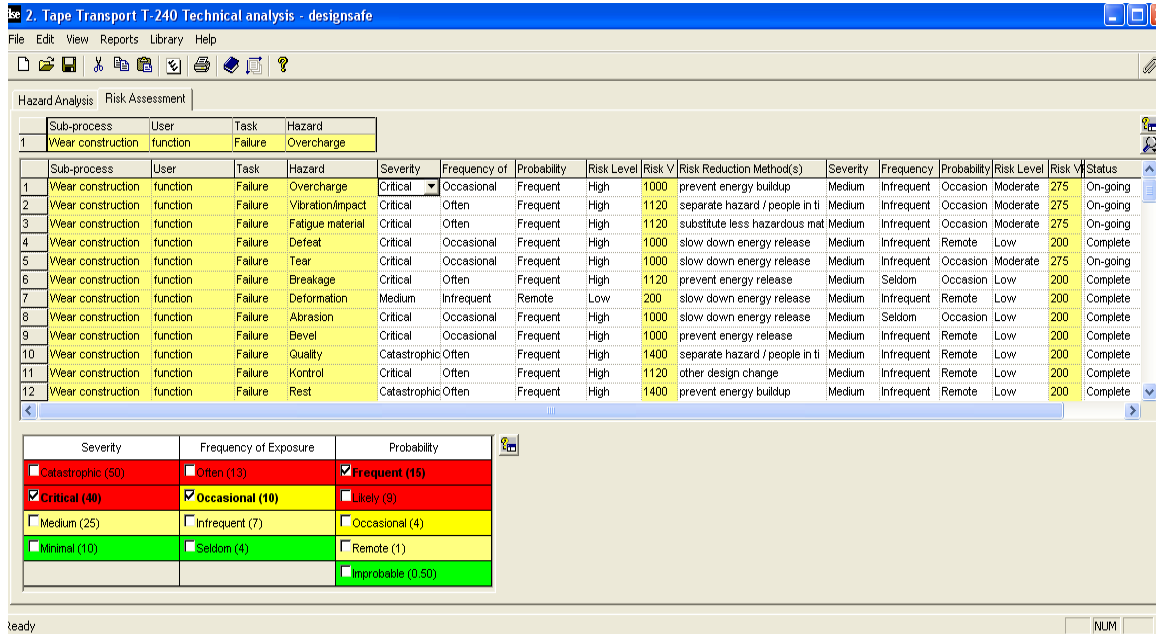 dse 2. Tape Transport T-240 Technical analysis - designsafe
File Edit View Reports Library Help
Hazard Analysis Risk Assessment
Sub-process User Task Hazard
1 Wear construction function Failure Overcharge
Sub-process User Task Hazard Severity Frequency of Probability Risk Level Risk V Risk Reduction Method(s) Severity Frequency Probability Risk Level Risk V Status
1 Wear construction function Failure Overcharge Critical Occasional Frequent High 1000 prevent energy buildup Medium Infrequent Occasion Moderate 275 On-going
2 Wear construction function Failure Vibration/impact Critical Often Frequent High 1120 separate hazard / people in ti Medium Infrequent Occasion Moderate 275 On-going
3 Wear construction function Failure Fatigue material Critical Often Frequent High 1120 substitute less hazardous mat Medium Infrequent Occasion Moderate 275 On-going
4 Wear construction function Failure Defeat Critical Occasional Frequent High 1000 slow down energy release Medium Infrequent Remote Low 200 Complete
5 Wear construction function Failure Tear Critical Occasional Frequent High 1000 slow down energy release Medium Infrequent Occasion Moderate 275 On-going
6 Wear construction function Failure Breakage Critical Often Frequent High 1120 prevent energy release Medium Seldom Occasion Low 200 Complete
7 Wear construction function Failure Deformation Medium Infrequent Remote Low 200 slow down energy release Medium Infrequent Remote Low 200 Complete
8 Wear construction function Failure Abrasion Critical Occasional Frequent High 1000 slow down energy release Medium Seldom Occasion Low 200 Complete
9 Wear construction function Failure Bevel Critical Occasional Frequent High 1000 prevent energy release Medium Infrequent Remote Low 200 Complete
10 Wear construction function Failure Quality Catastrophic Often Frequent High 1400 separate hazard / people in ti Medium Infrequent Remote Low 200 Complete
11 Wear construction function Failure Kontrol Critical Often Frequent High 1120 other design change Medium Infrequent Remote Low 200 Complete
12 Wear construction function Failure Rest Catastrophic Often Frequent High 1400 prevent energy buildup Medium Infrequent Remote Low 200 Complete
Severity Frequency of Exposure Probability
Catastrophic (50) Often (13) Frequent (15)
Critical (40) Occasional (10) Likely (9)
Medium (25) Infrequent (7) Occasional (4)
Minimal (10) Seldom (4) Remote (1)
Improbable (0.50)
Ready NUM